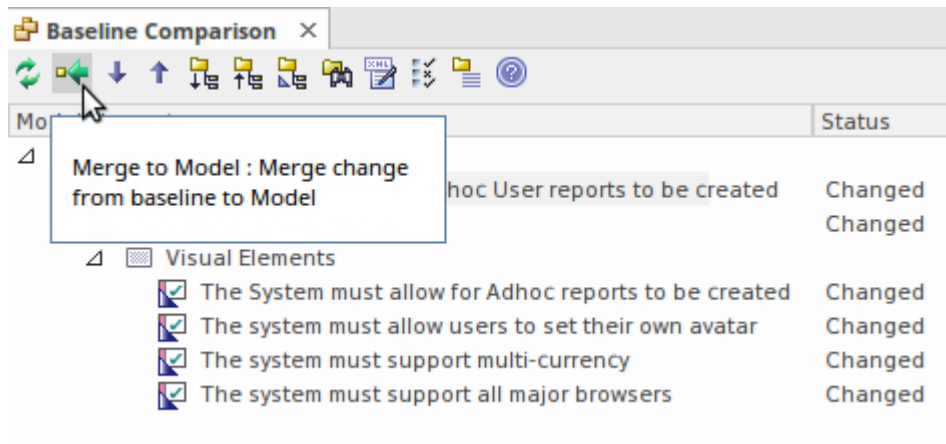 Baseline Comparison
Mo Status
Merge to Model : Merge change
from baseline to Model
User reports to be created Changed
Changed
Visual Elements
The System must allow for Adhoc reports to be created Changed
The system must allow users to set their own avatar Changed
The system must support multi-currency Changed
The system must support all major browsers Changed